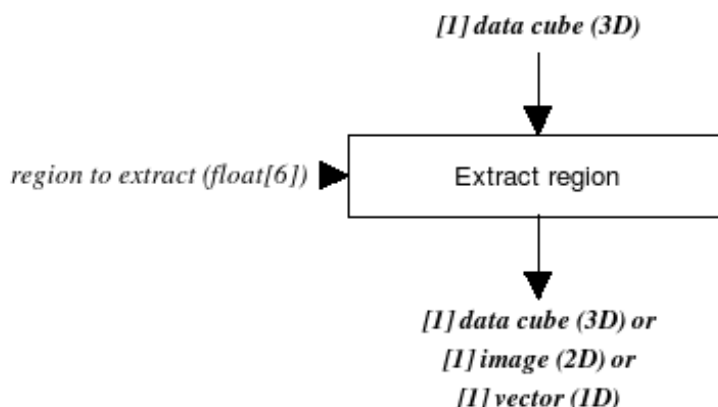 [1] data cube (3D)
region to extract (float[6])
Extract region
[1] data cube (3D) or
[1] image (2D) or
[1] vector (1D)